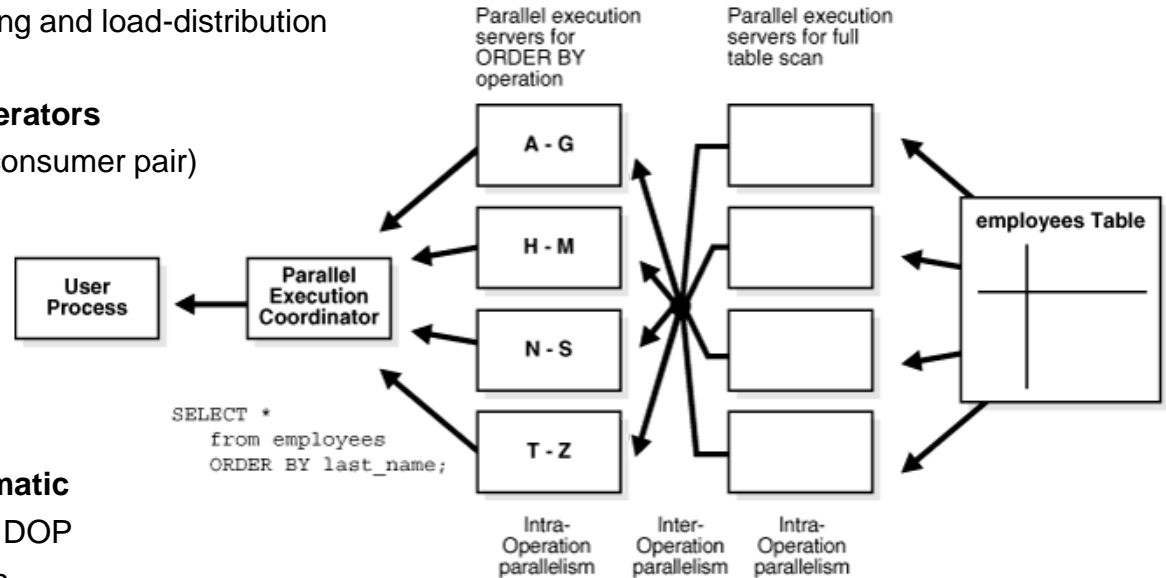 ng and load-distribution
erators
consumer pair)
matic
DOP
Parallel execution
servers for
ORDER BY
operation
Parallel execution
servers for full
table scan
A - G
H - M
N - S
T - Z
employees Table
User
Process
Parallel
Execution
Coordinator
SELECT *
from employees
ORDER BY last_name;
Intra-
Operation
parallelism
Inter-
Operation
parallelism
Intra-
Operation
parallelism